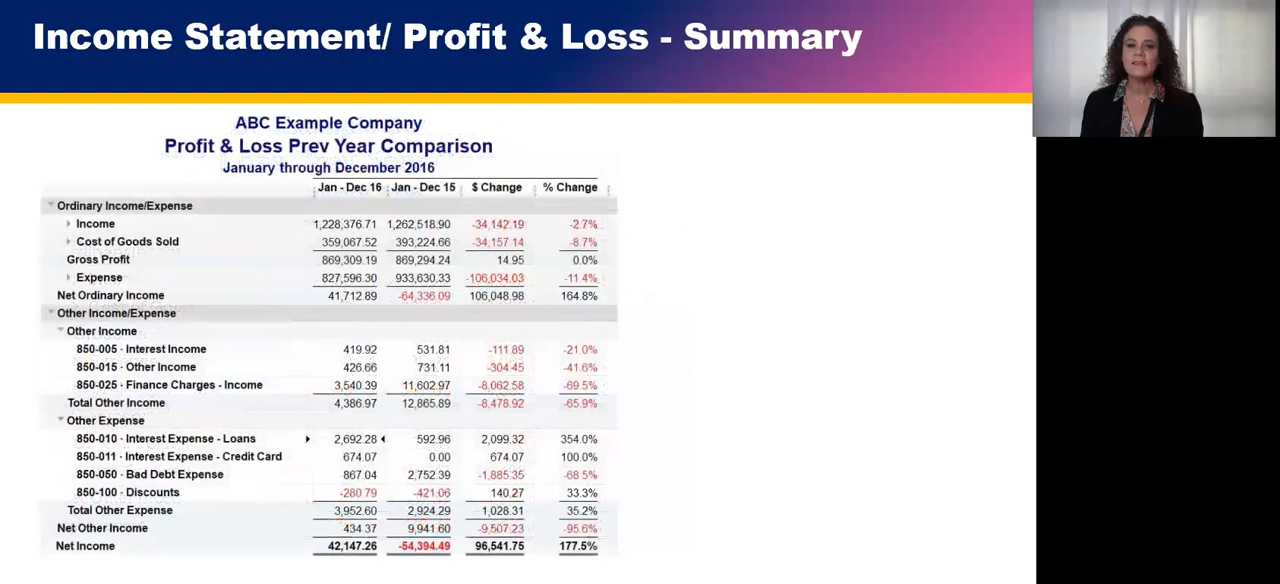 Income Statement/ Profit & Loss - Summary
ABC Example Company
Profit & Loss Prev Year Comparison
January through December 2016
Jan - Dec 16 Jan - Dec 15 $ Change % Change
Ordinary Income/Expense
Income 1,228,376.71 1,262,518.90 -34,142.19 -2.7%
Cost of Goods Sold 359,067.52 393,224.66 -34,157.14 -8.7%
Gross Profit 869,309.19 869,294.24 14.95 0.0%
Expense 827,596.30 933,630.33 -106,034.03 -11.4%
Net Ordinary Income 41,712.89 -64,336.09 106,048.98 164.8%
Other Income/Expense
Other Income
850-005 · Interest Income 419.92 531.81 -111.89 -21.0%
850-015 · Other Income 426.66 731.11 -304.45 -41.6%
850-025 · Finance Charges - Income 3,540.39 11,602.97 -8,062.58 -69.5%
Total Other Income 4,386.97 12,865.89 -8,478.92 -65.9%
Other Expense
850-010 · Interest Expense - Loans 2,692.28 592.96 2,099.32 354.0%
850-011 · Interest Expense - Credit Card 674.07 0.00 674.07 100.0%
850-050 · Bad Debt Expense 867.04 2,752.39 -1,885.35 -68.5%
850-100 · Discounts -280.79 -421.06 140.27 33.3%
Total Other Expense 3,952.60 2,924.29 1,028.31 35.2%
Net Other Income 434.37 9,941.60 -9,507.23 -95.6%
Net Income 42,147.26 -54,394.49 96,541.75 177.5%